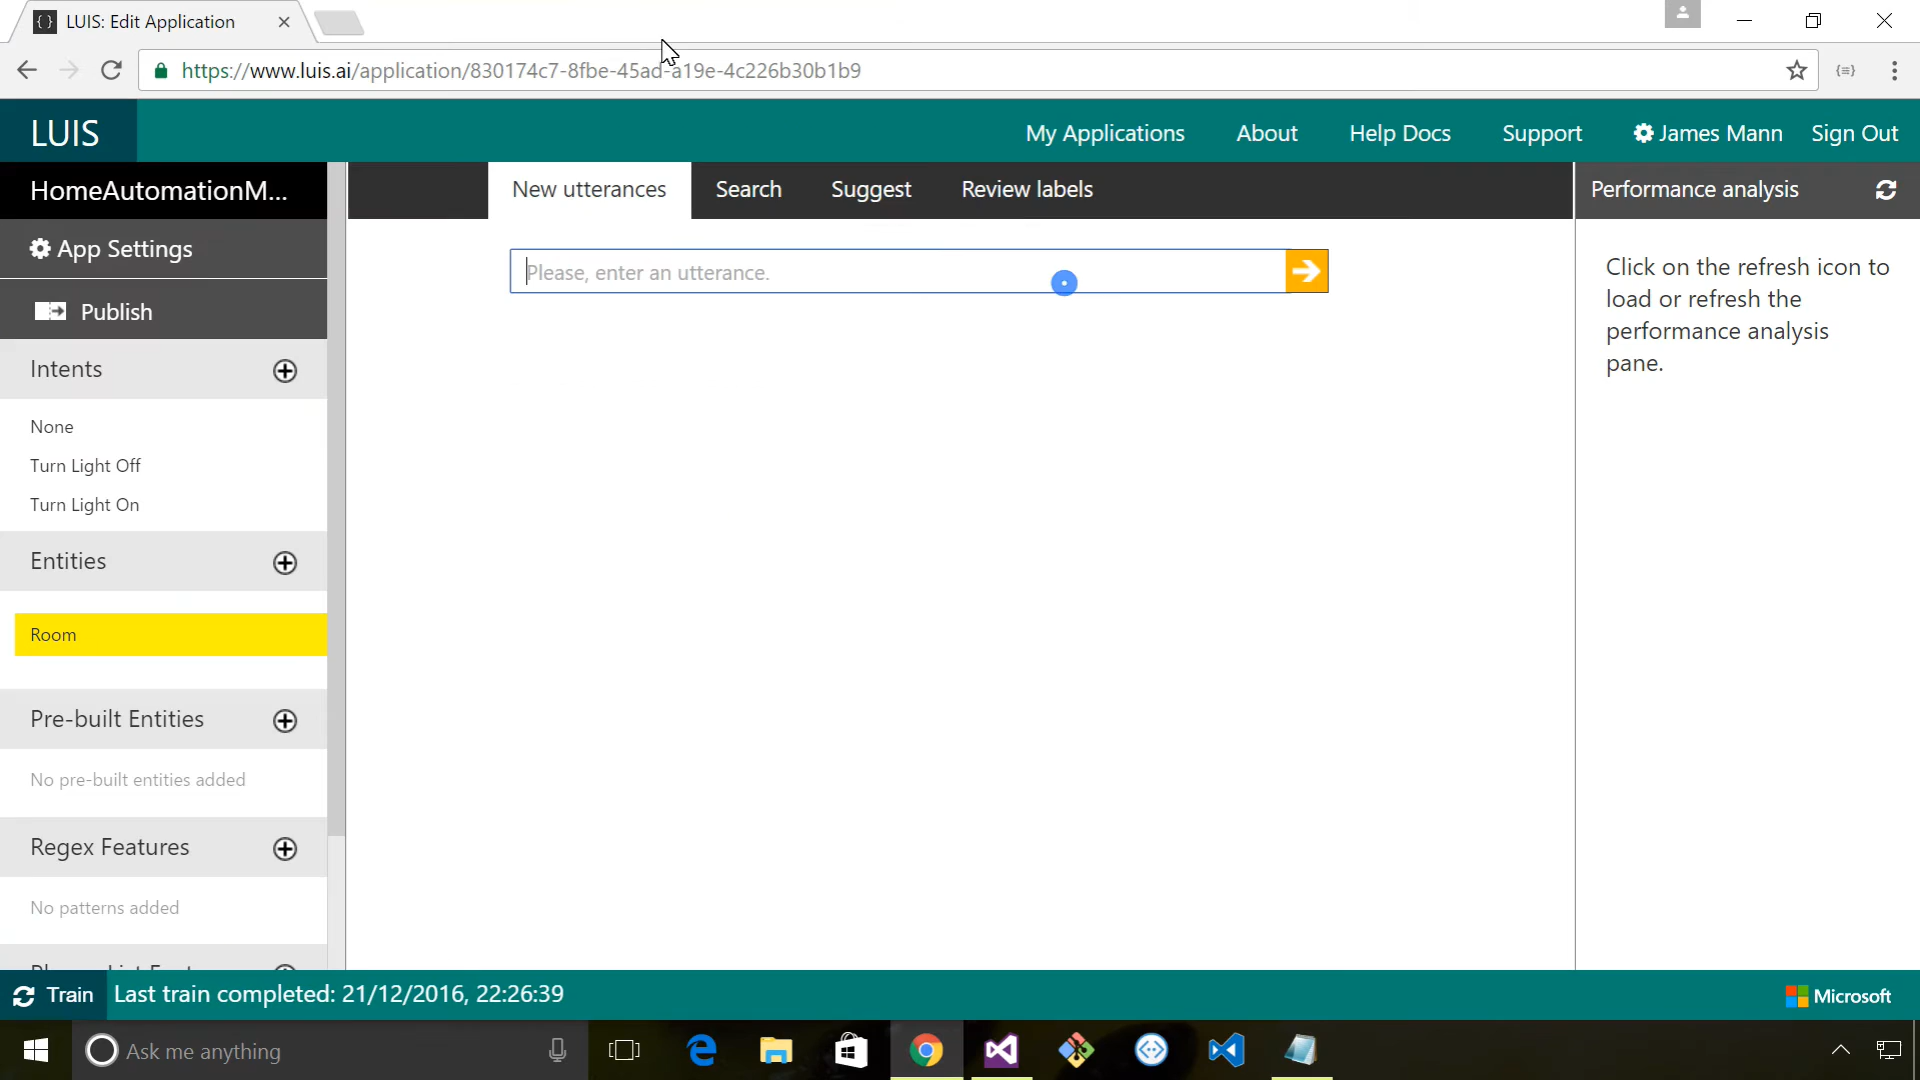 LUIS: Edit Application
https://www.luis.ai/application/830174c7-8fbe-45ad-a19e-4c226b30b1b9
LUIS
My Applications
About
Help Docs
Support
James Mann
Sign Out
HomeAutomationM...
New utterances
Search
Suggest
Review labels
Performance analysis
App Settings
Please, enter an utterance.
Click on the refresh icon to
load or refresh the
performance analysis
pane.
Publish
Intents
None
Turn Light Off
Turn Light On
Entities
Room
Pre-built Entities
No pre-built entities added
Regex Features
No patterns added
Train
Last train completed: 21/12/2016, 22:26:39
Microsoft
Ask me anything